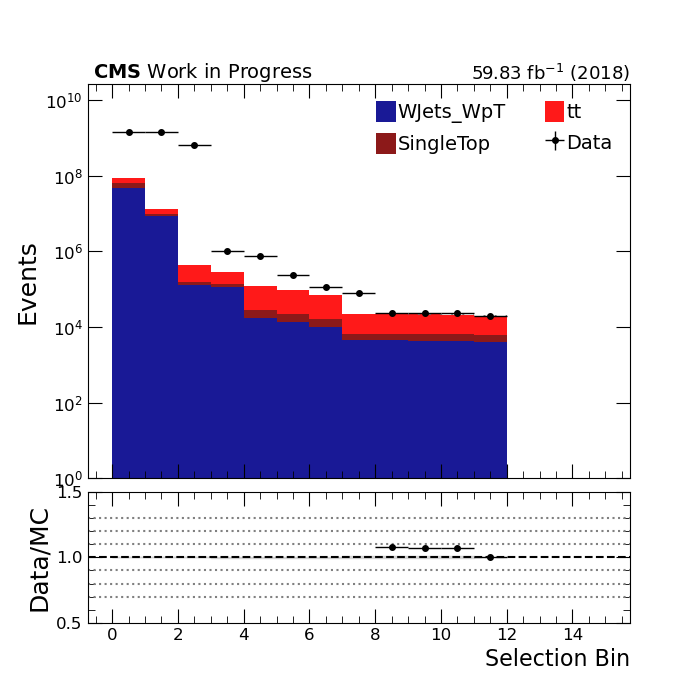 CMS Work in Progress 59.83 fb⁻¹ (2018)
10¹⁰
10⁸
10⁶
10⁴
10²
10⁰
Events
WJets_WpT tt
SingleTop Data
1.5
1.0
0.5
Data/MC
0 2 4 6 8 10 12 14
Selection Bin